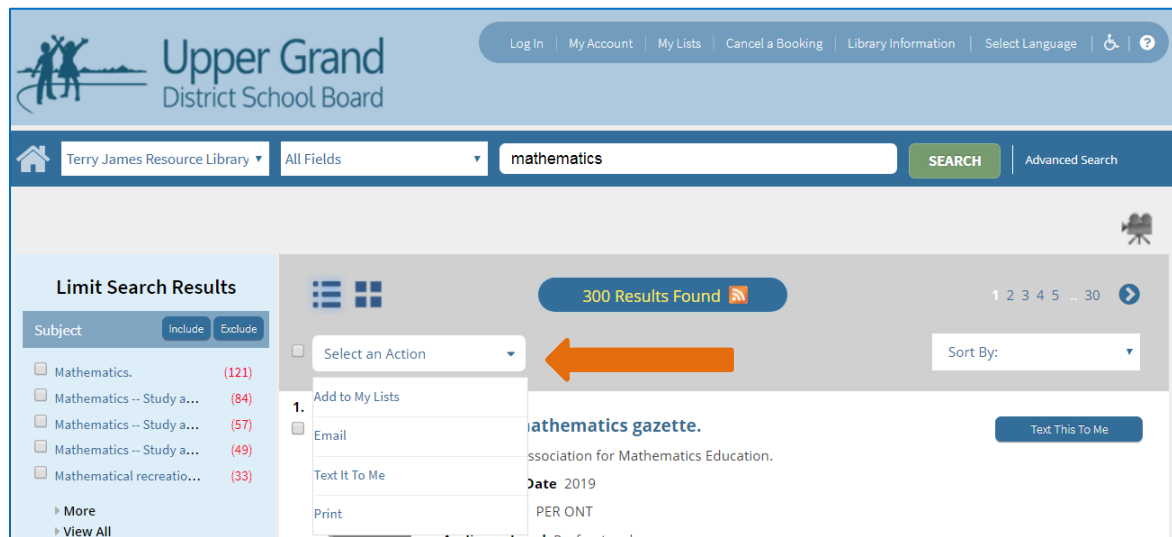 Upper Grand
District School Board
Log In | My Account | My Lists | Cancel a Booking | Library Information | Select Language
Terry James Resource Library
All Fields
mathematics
SEARCH
Advanced Search
Limit Search Results
Subject
Include
Exclude
Mathematics. (121)
Mathematics -- Study a... (84)
Mathematics -- Study a... (57)
Mathematics -- Study a... (49)
Mathematical recreatio... (33)
More
View All
300 Results Found
1 2 3 4 5 .. 30
Select an Action
Sort By:
Add to My Lists
Email
Text It To Me
Print
1.
mathematics gazette.
Text This To Me
ssociation for Mathematics Education.
Date 2019
PER ONT